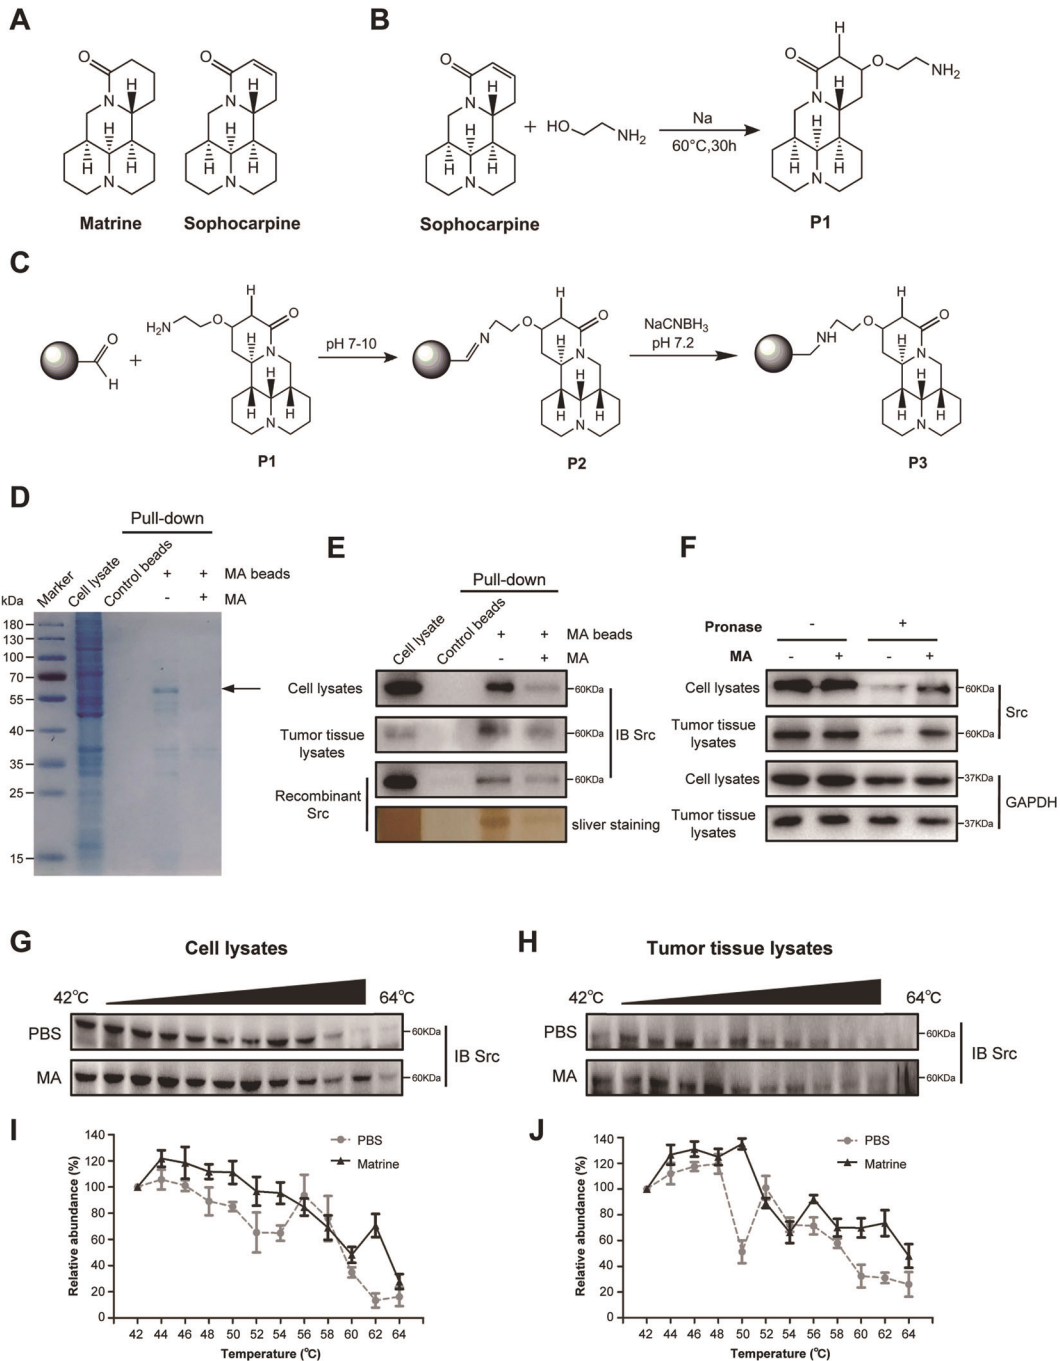 A
O
H
N
H
H
H
N
Matrine
O
H
N
H
H
H
N
Sophocarpine
B
O
H
N
H
H
H
N
Sophocarpine
+
HO
NH2
Na
60°C,30h
H
O
O
NH2
H
N
H
H
H
N
P1
C
O
H
+
H
H2N
O
O
H
N
H
H
H
N
P1
pH 7-10
H
N
O
O
H
N
H
H
H
N
P2
NaCNBH3
pH 7.2
H
NH
O
O
H
N
H
H
H
N
P3
D
Pull-down
Marker
Cell lysate
Control beads
+ + MA beads
- + MA
kDa
180
130
100
70
55
40
35
25
15
E
Pull-down
Cell lysate
Control beads
+ + MA beads
- + MA
Cell lysates
60KDa
Tumor tissue
lysates
60KDa
IB Src
Recombinant
Src
60KDa
sliver staining
F
Pronase - +
MA - + - +
Cell lysates
60KDa
Tumor tissue
lysates
60KDa
Src
Cell lysates
37KDa
Tumor tissue
lysates
37KDa
GAPDH
G
Cell lysates
42°C 64°C
PBS 60KDa
MA 60KDa
IB Src
H
Tumor tissue lysates
42°C 64°C
PBS 60KDa
MA 60KDa
IB Src
I
Relative abundance (%)
140
120
100
80
60
40
20
0
42 44 46 48 50 52 54 56 58 60 62 64
Temperature (°C)
PBS
Matrine
J
Relative abundance (%)
140
120
100
80
60
40
20
0
42 44 46 48 50 52 54 56 58 60 62 64
Temperature (°C)
PBS
Matrine